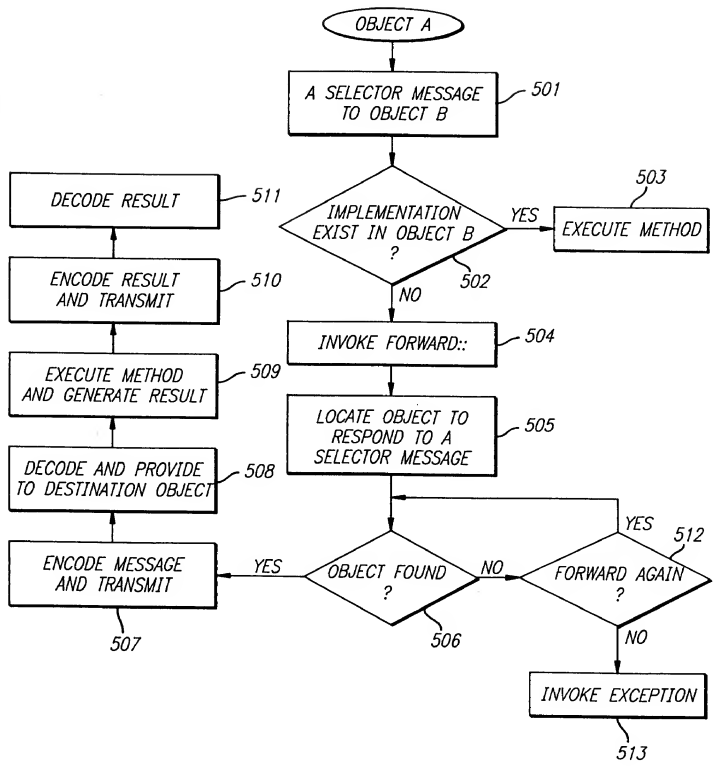 OBJECT A
A SELECTOR MESSAGE
TO OBJECT B
501
IMPLEMENTATION
EXIST IN OBJECT B
?
502
YES
503
EXECUTE METHOD
NO
INVOKE FORWARD::
504
LOCATE OBJECT TO
RESPOND TO A
SELECTOR MESSAGE
505
OBJECT FOUND
?
506
YES
NO
FORWARD AGAIN
?
512
YES
NO
INVOKE EXCEPTION
513
ENCODE MESSAGE
AND TRANSMIT
507
DECODE AND PROVIDE
TO DESTINATION OBJECT
508
EXECUTE METHOD
AND GENERATE RESULT
509
ENCODE RESULT
AND TRANSMIT
510
DECODE RESULT
511